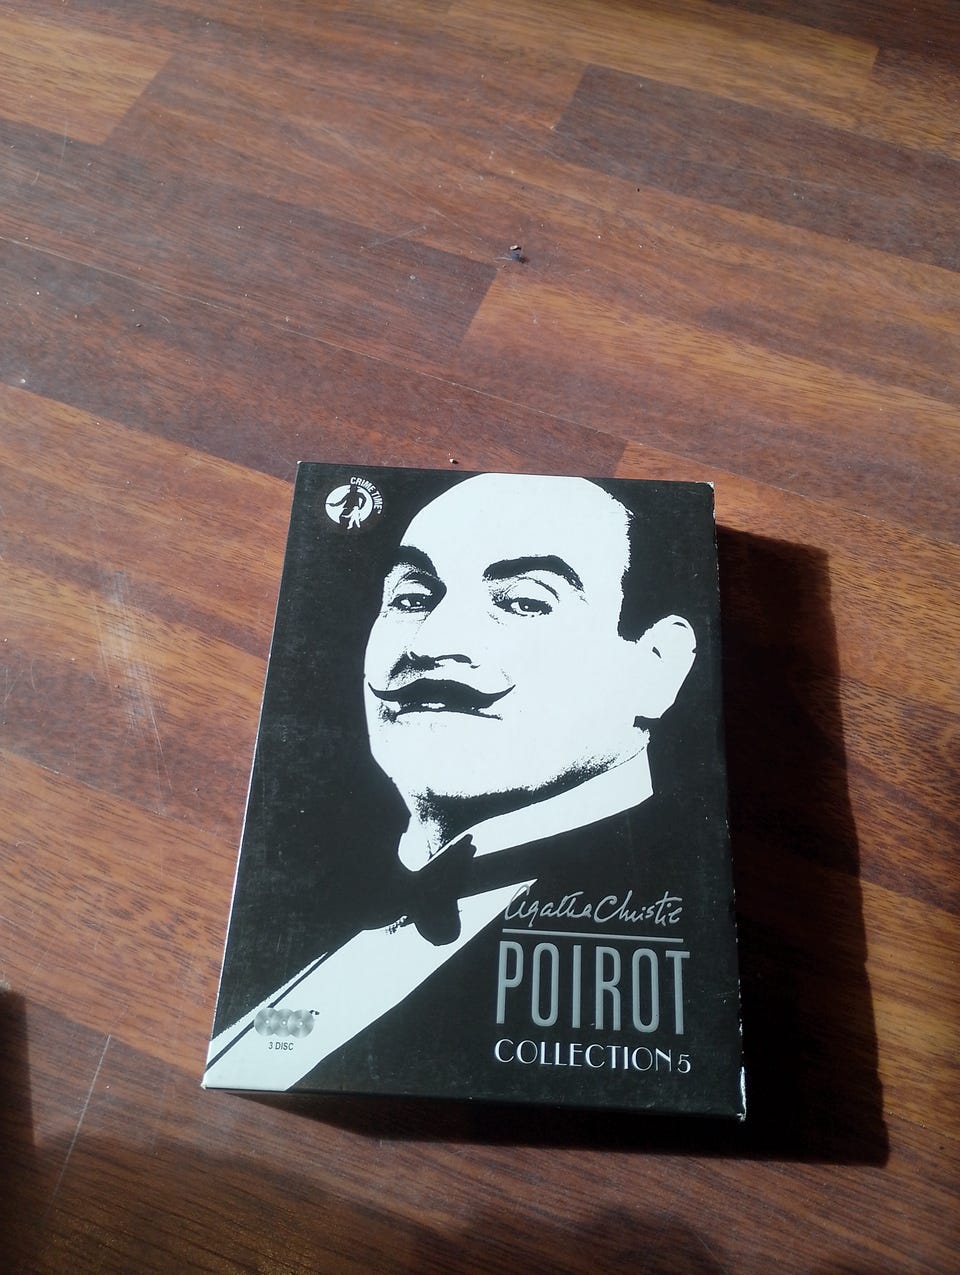 CRIME TIME
Agatha Christie
POIROT
COLLECTION 5
3 DISC